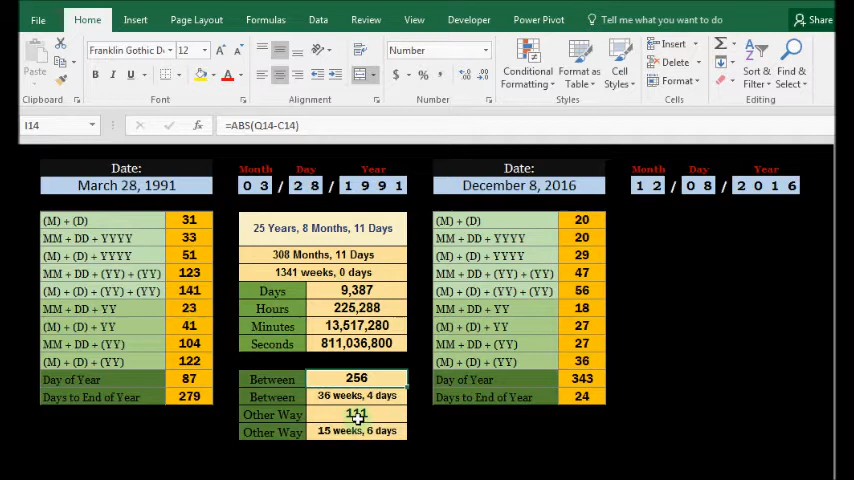 File Home Insert Page Layout Formulas Data Review View Developer Power Pivot Tell me what you want to do Share
Paste
Franklin Gothic D 12
B I U
Number
$ % ,
Conditional Formatting
Format as Table
Cell Styles
Insert
Delete
Format
Sort & Filter
Find & Select
Clipboard Font Alignment Number Styles Cells Editing
I14 fx =ABS(Q14-C14)
Date:
March 28, 1991
Month Day Year
0 3 / 2 8 / 1 9 9 1
Date:
December 8, 2016
Month Day Year
1 2 / 0 8 / 2 0 1 6
(M) + (D) 31
MM + DD + YYYY 33
(M) + (D) + YYYY 51
MM + DD + (YY) + (YY) 123
(M) + (D) + (YY) + (YY) 141
MM + DD + YY 23
(M) + (D) + YY 41
MM + DD + (YY) 104
(M) + (D) + (YY) 122
Day of Year 87
Days to End of Year 279
25 Years, 8 Months, 11 Days
308 Months, 11 Days
1341 weeks, 0 days
Days 9,387
Hours 225,288
Minutes 13,517,280
Seconds 811,036,800
Between 256
Between 36 weeks, 4 days
Other Way 111
Other Way 15 weeks, 6 days
(M) + (D) 20
MM + DD + YYYY 20
(M) + (D) + YYYY 29
MM + DD + (YY) + (YY) 47
(M) + (D) + (YY) + (YY) 56
MM + DD + YY 18
(M) + (D) + YY 27
MM + DD + (YY) 27
(M) + (D) + (YY) 36
Day of Year 343
Days to End of Year 24